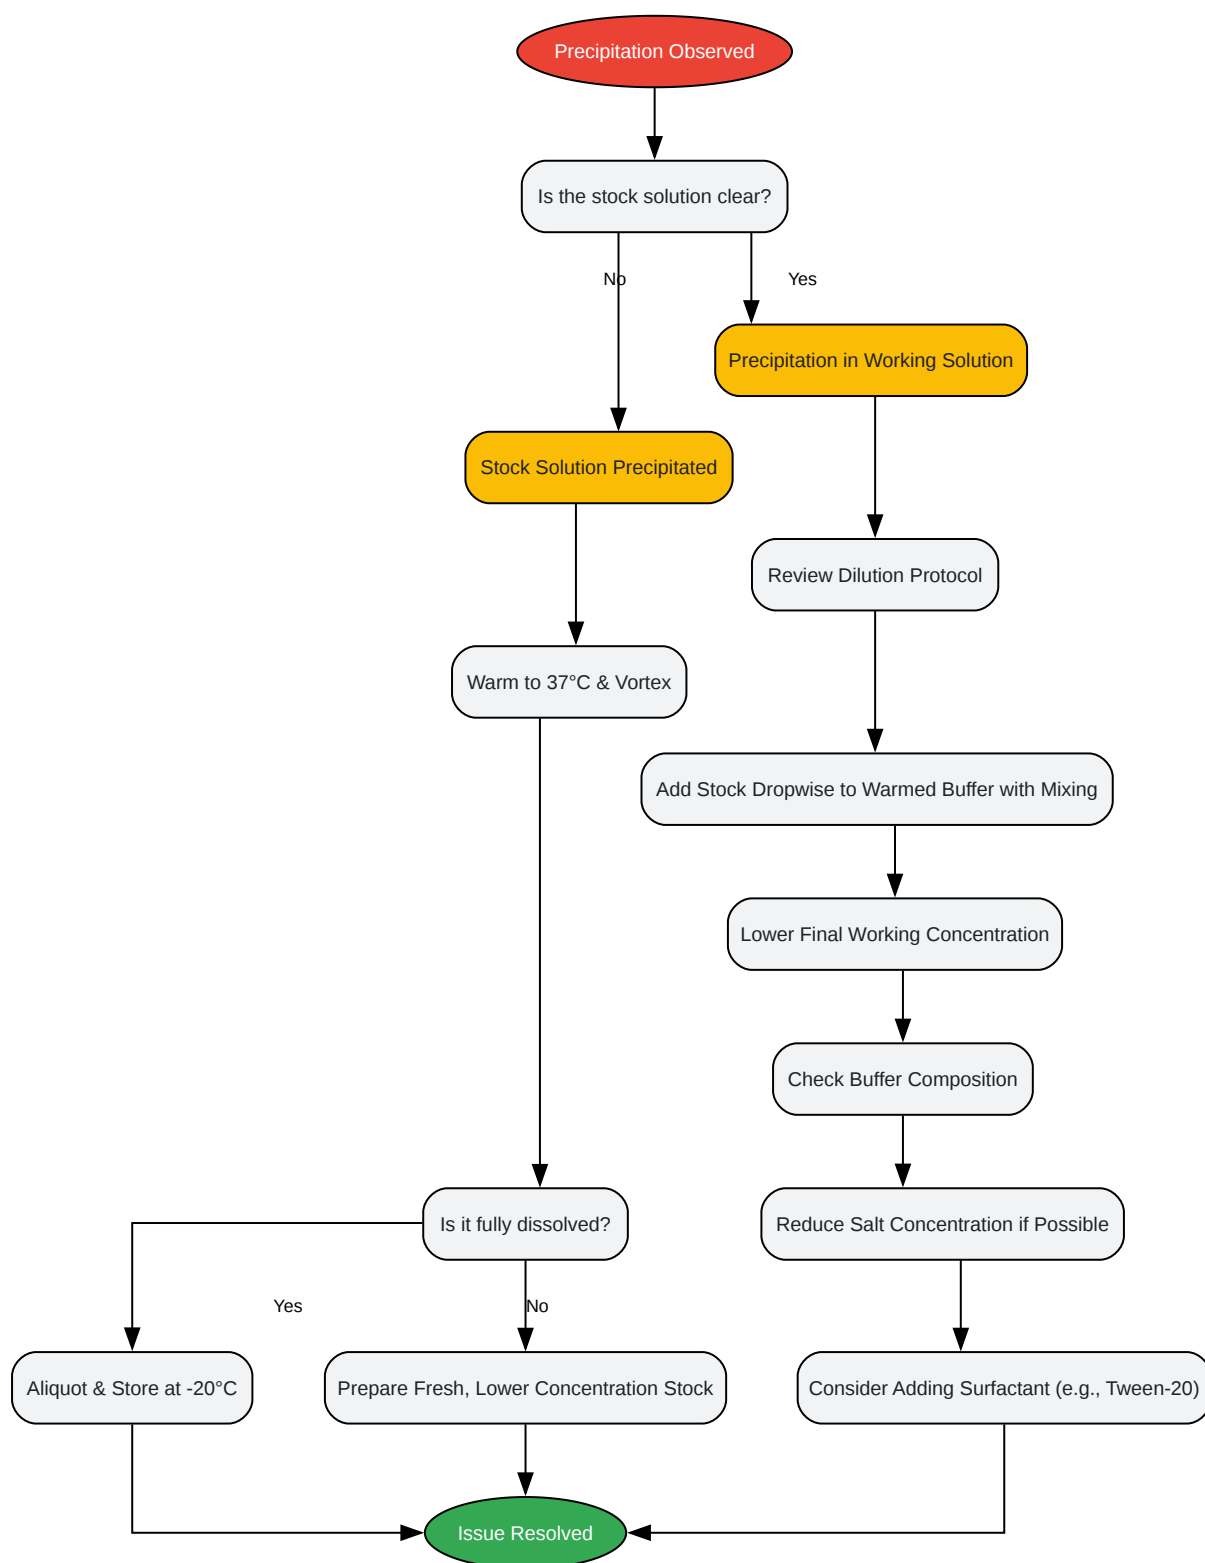 Precipitation Observed
Is the stock solution clear?
No
Yes
Precipitation in Working Solution
Stock Solution Precipitated
Review Dilution Protocol
Warm to 37°C & Vortex
Add Stock Dropwise to Warmed Buffer with Mixing
Lower Final Working Concentration
Check Buffer Composition
Is it fully dissolved?
Reduce Salt Concentration if Possible
Yes
No
Aliquot & Store at -20°C
Prepare Fresh, Lower Concentration Stock
Consider Adding Surfactant (e.g., Tween-20)
Issue Resolved